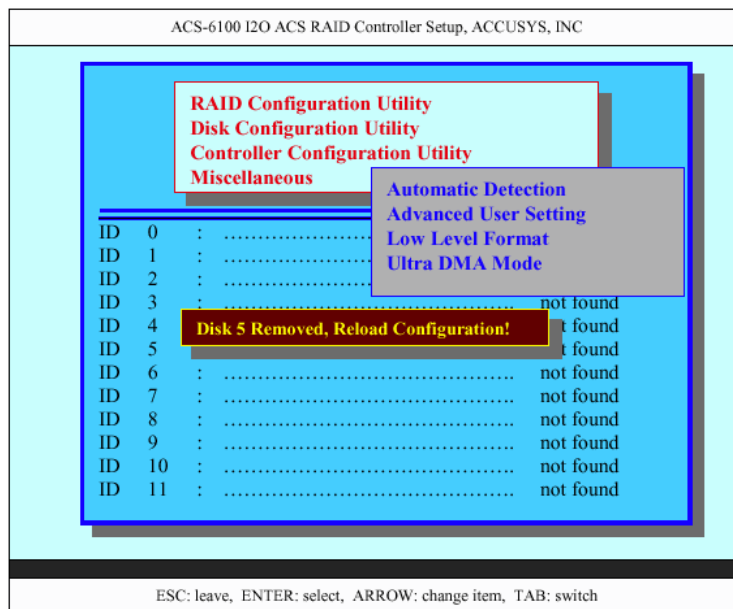 ACS-6100 I2O ACS RAID Controller Setup, ACCUSYS, INC
RAID Configuration Utility
Disk Configuration Utility
Controller Configuration Utility
Miscellaneous
Automatic Detection
Advanced User Setting
Low Level Format
Ultra DMA Mode
ID 0 : ........................
ID 1 : ........................
ID 2 : ........................
ID 3 : ............................................ not found
ID 4
Disk 5 Removed, Reload Configuration!
ID 5 found
ID 6 : ............................................ not found
ID 7 : ............................................ not found
ID 8 : ............................................ not found
ID 9 : ............................................ not found
ID 10 : ............................................ not found
ID 11 : ............................................ not found
ESC: leave, ENTER: select, ARROW: change item, TAB: switch